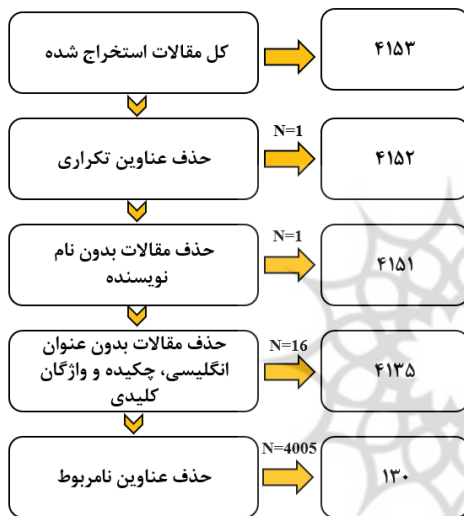 کل مقالات استخراج شده
۴۱۵۳
حذف عناوین تکراری
N=1
۴۱۵۲
حذف مقالات بدون نام
نویسنده
N=1
۴۱۵۱
حذف مقالات بدون عنوان
انگلیسی، چکیده و واژگان
کلیدی
N=16
۴۱۳۵
حذف عناوین نامربوط
N=4005
۱۳۰